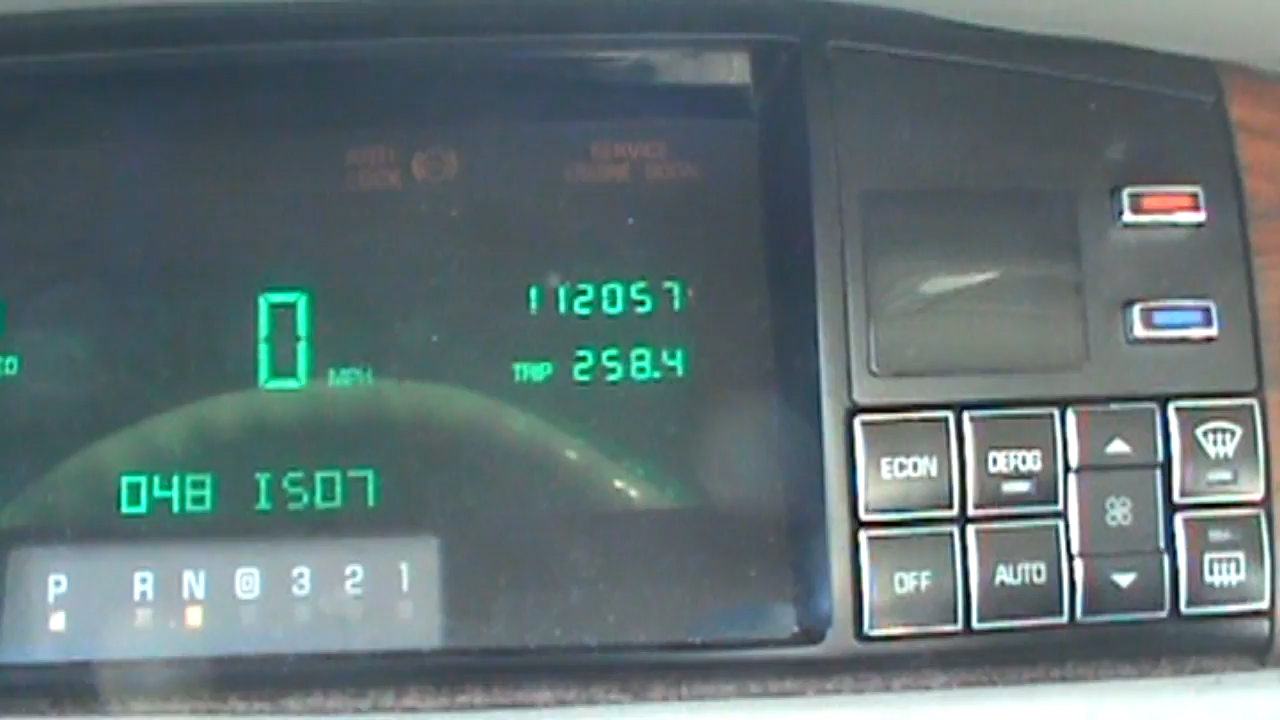 ANTI
LOCK
SERVICE
ENGINE SOON
0 MPH
112057
TRIP 258.4
048 IS07
P R N D 3 2 1
ECON
DEFOG
OFF
AUTO